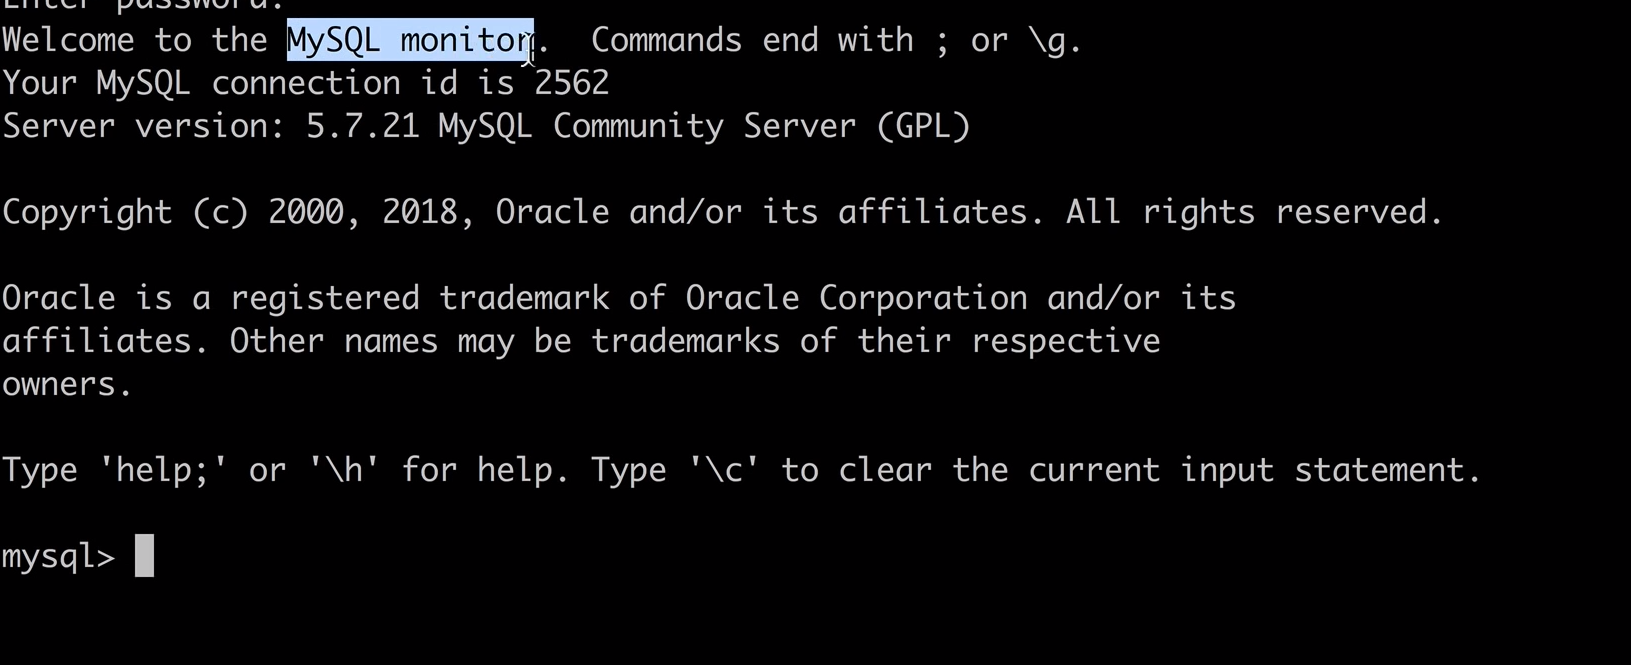 Enter password:
Welcome to the MySQL monitor.  Commands end with ; or \g.
Your MySQL connection id is 2562
Server version: 5.7.21 MySQL Community Server (GPL)
Copyright (c) 2000, 2018, Oracle and/or its affiliates. All rights reserved.
Oracle is a registered trademark of Oracle Corporation and/or its
affiliates. Other names may be trademarks of their respective
owners.
Type 'help;' or '\h' for help. Type '\c' to clear the current input statement.
mysql>